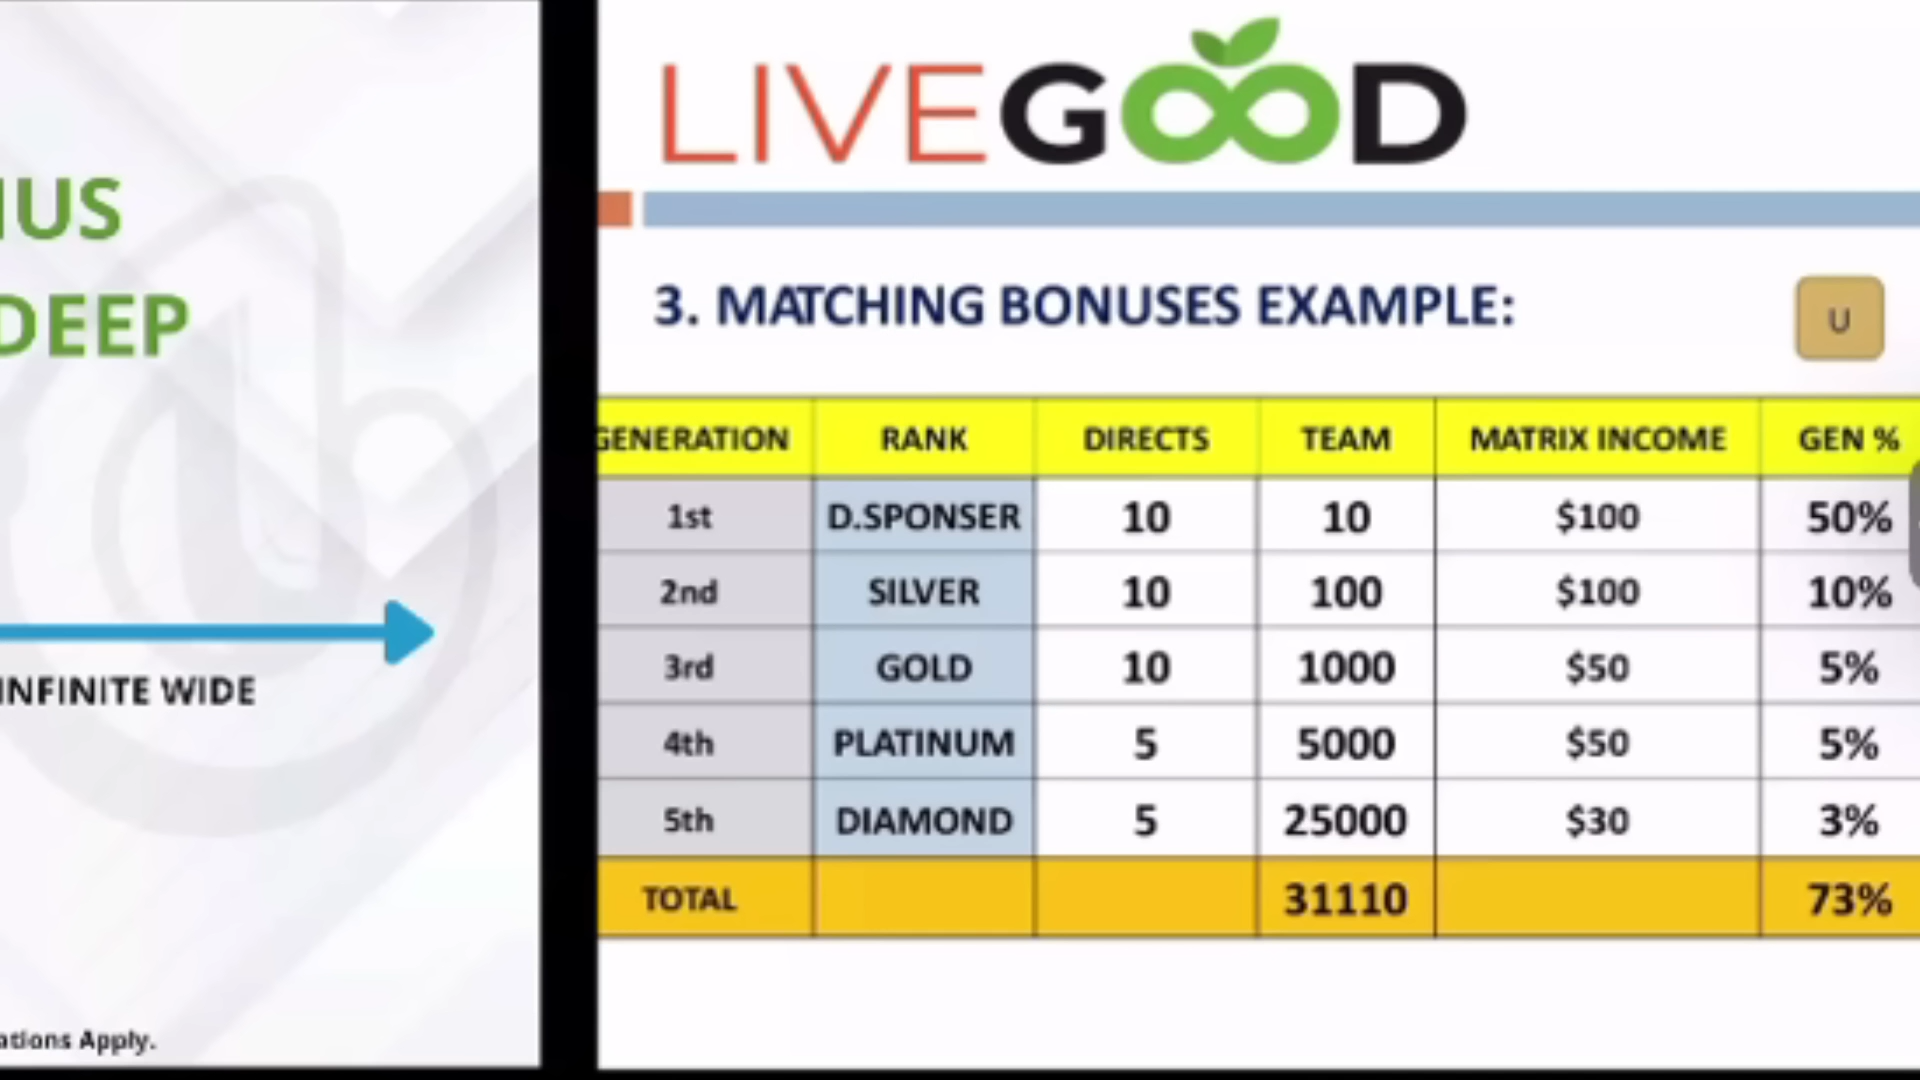 US
DEEP
INFINITE WIDE
ations Apply.
LIVEGOOD
3. MATCHING BONUSES EXAMPLE:
U
GENERATION RANK DIRECTS TEAM MATRIX INCOME GEN %
1st D.SPONSER 10 10 $100 50%
2nd SILVER 10 100 $100 10%
3rd GOLD 10 1000 $50 5%
4th PLATINUM 5 5000 $50 5%
5th DIAMOND 5 25000 $30 3%
TOTAL 31110 73%